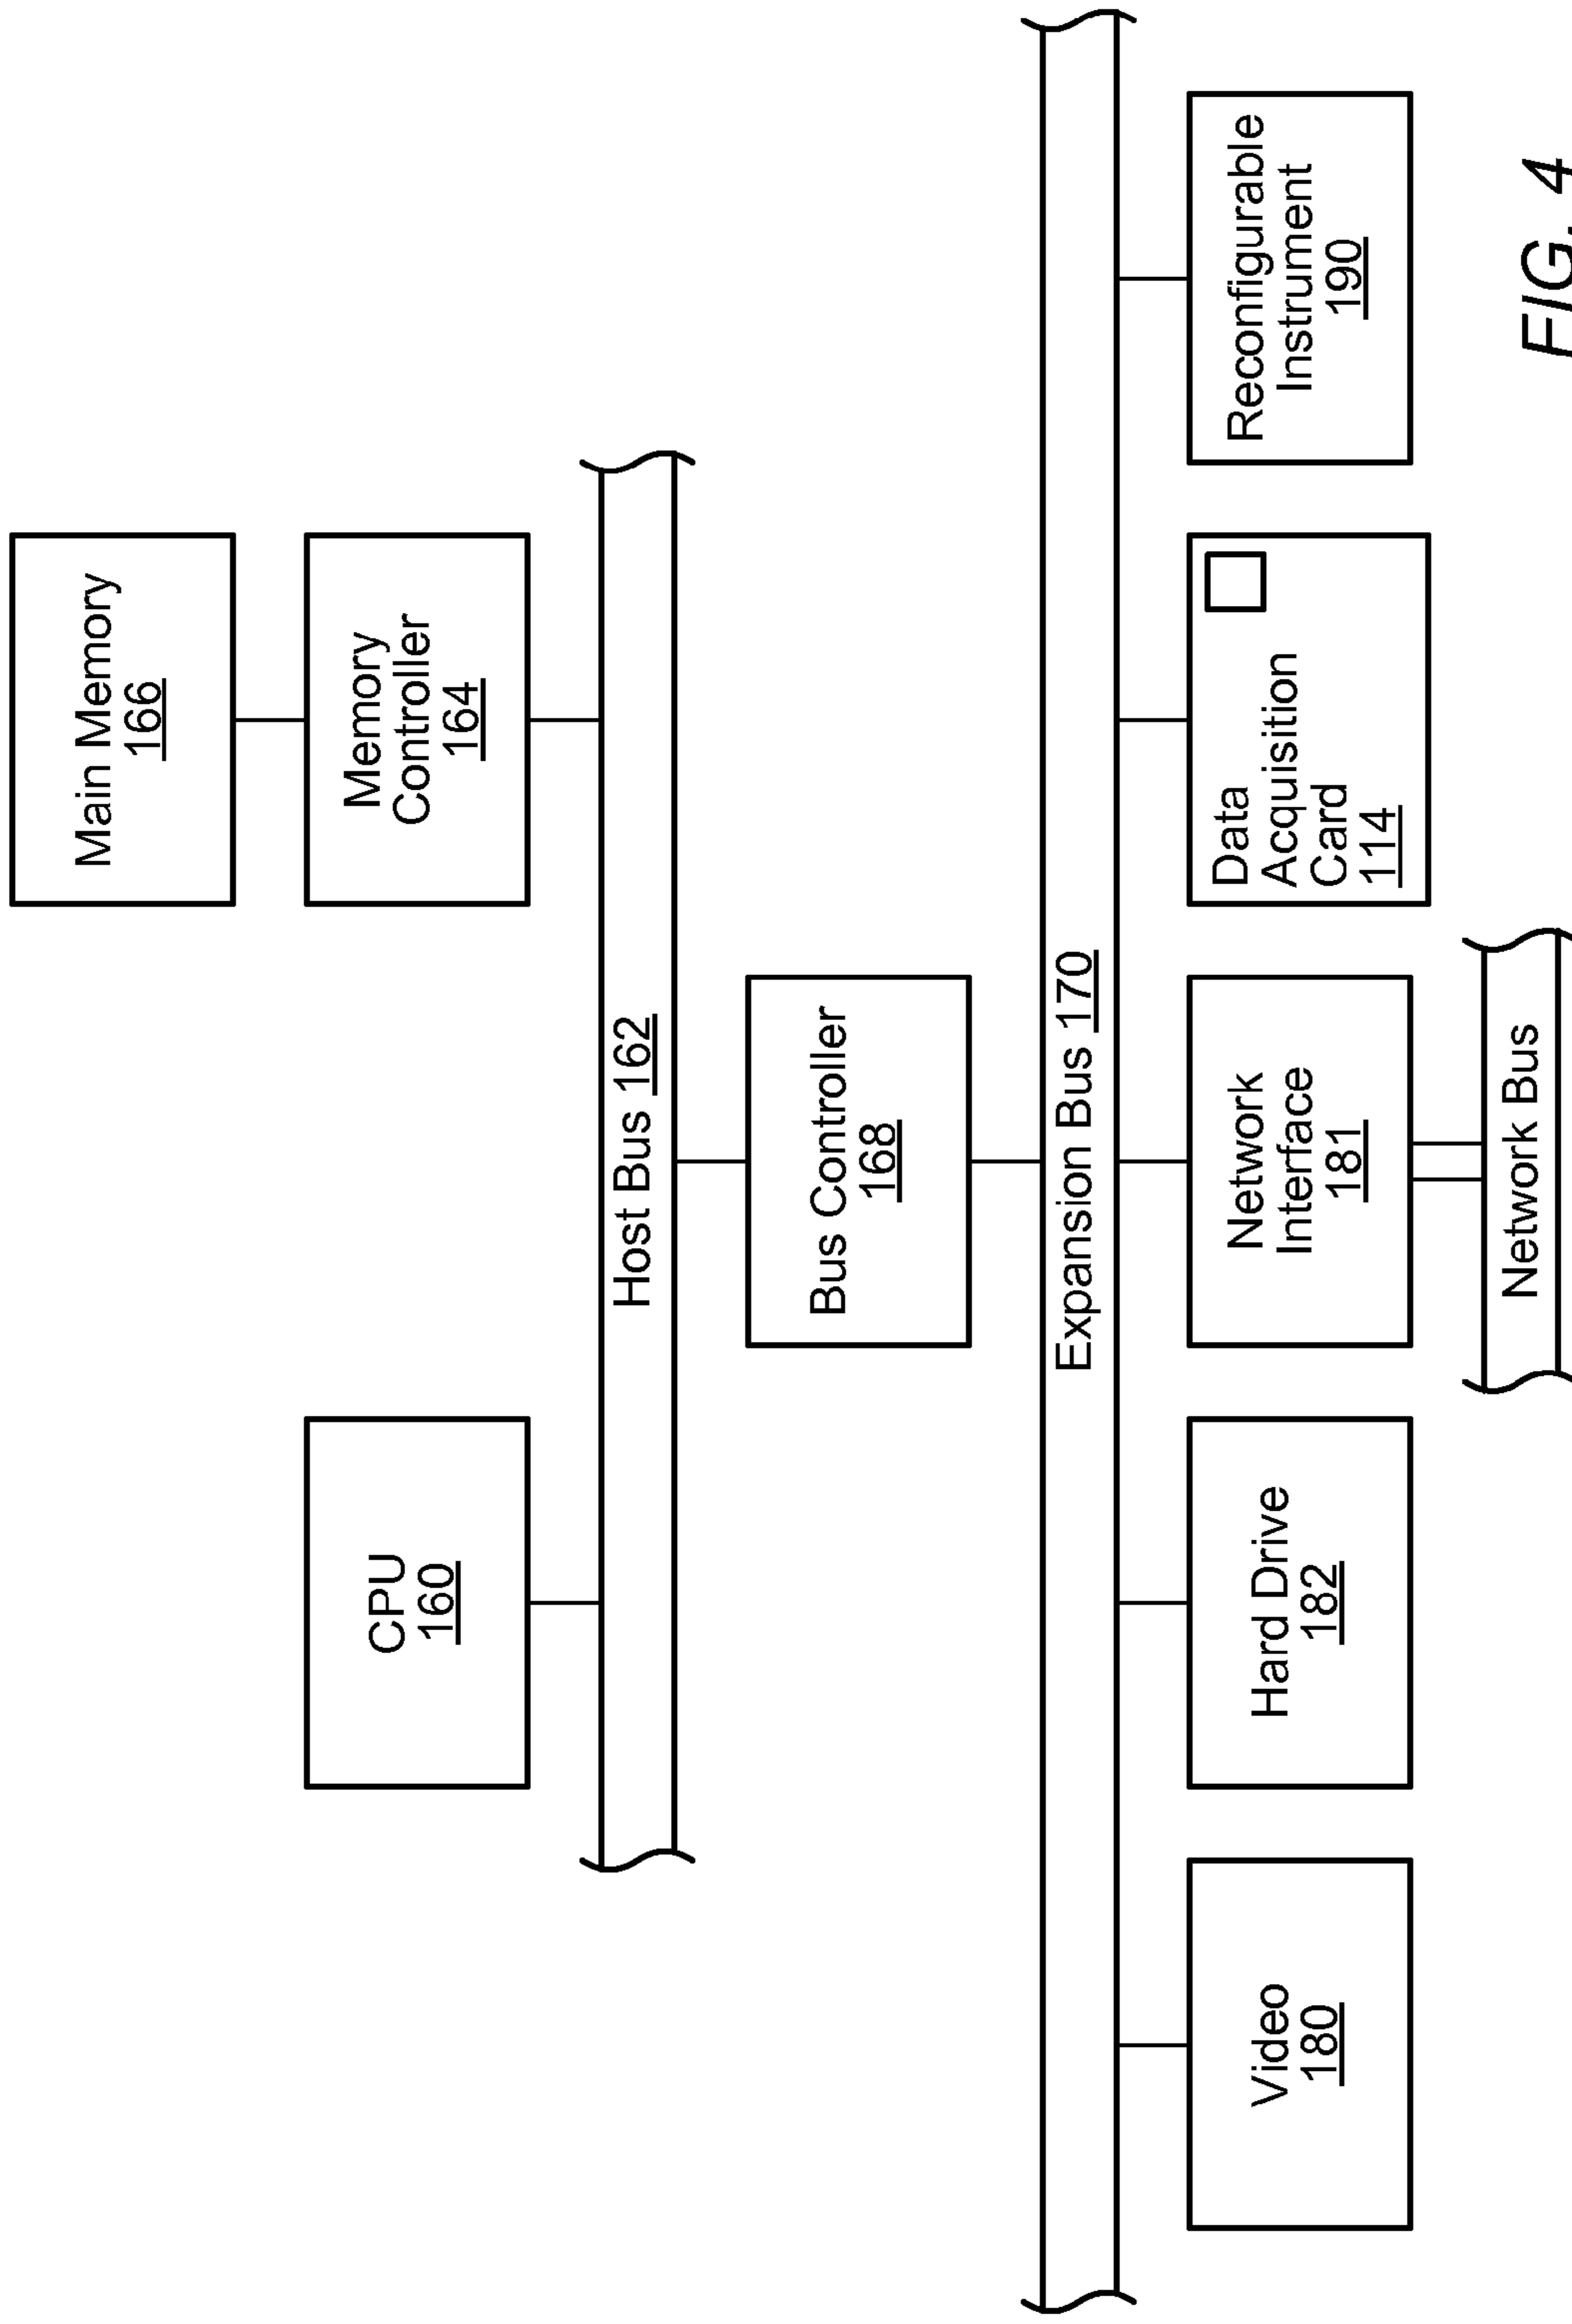 Main Memory
166
CPU
160
Memory
Controller
164
Host Bus 162
Bus Controller
168
Expansion Bus 170
Video
180
Hard Drive
182
Network
Interface
181
Data
Acquisition
Card
114
Reconfigurable
Instrument
190
Network Bus
FIG. 4